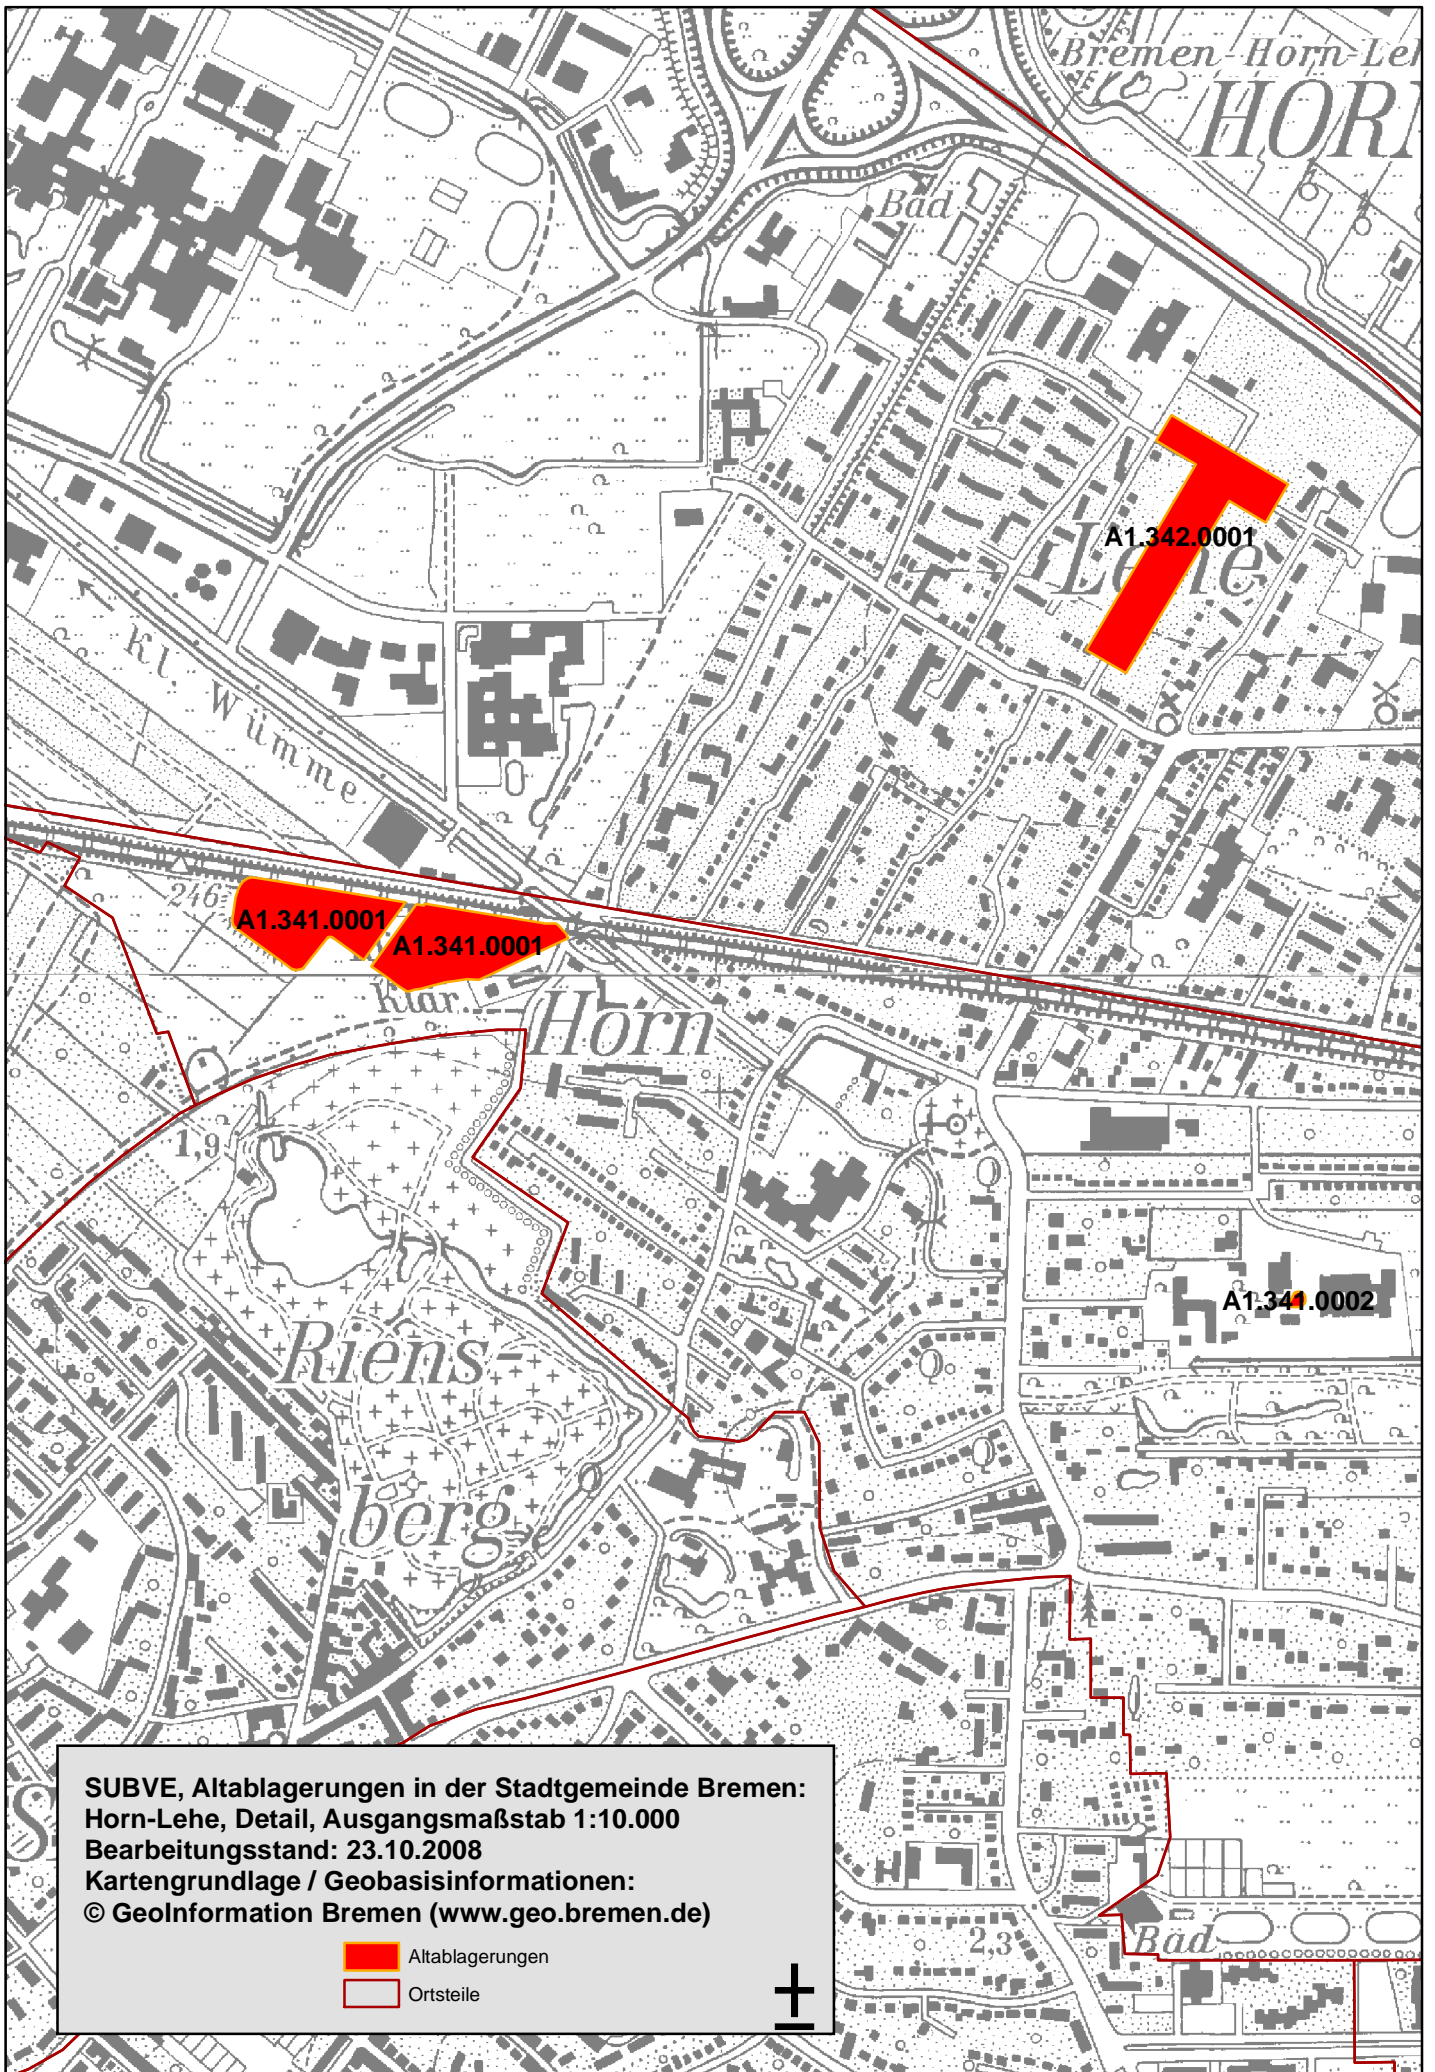 Bremen-Horn-Leh
HORN
Bad
A1.342.0001
Lehe
Kl. Wümme
246
A1.341.0001
A1.341.0001
Klär.
Horn
1,9
A1.341.0002
Riens-
berg
S
SUBVE, Altablagerungen in der Stadtgemeinde Bremen:
Horn-Lehe, Detail, Ausgangsmaßstab 1:10.000
Bearbeitungsstand: 23.10.2008
Kartengrundlage / Geobasisinformationen:
© GeoInformation Bremen (www.geo.bremen.de)
Altablagerungen
Ortsteile
2,3
Bad